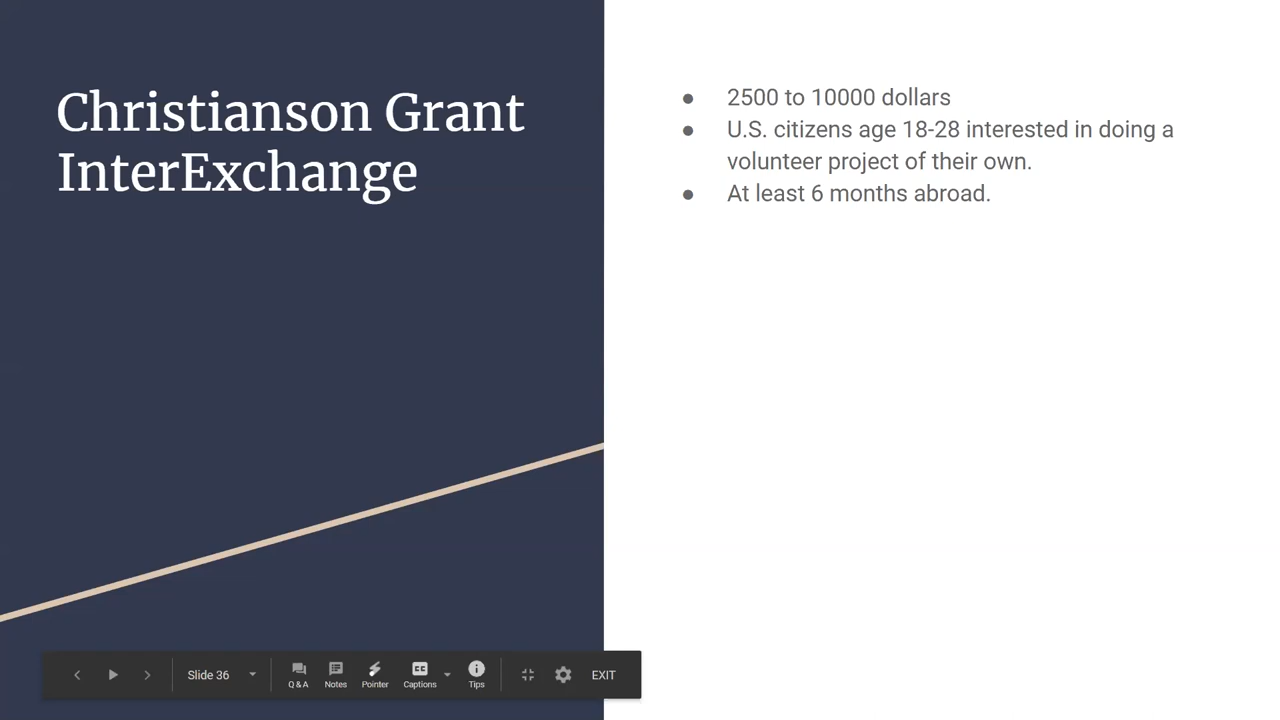 Christianson Grant
InterExchange
● 2500 to 10000 dollars
● U.S. citizens age 18-28 interested in doing a
volunteer project of their own.
● At least 6 months abroad.
Slide 36
Q & A
Notes
Pointer
CC
Captions
Tips
EXIT